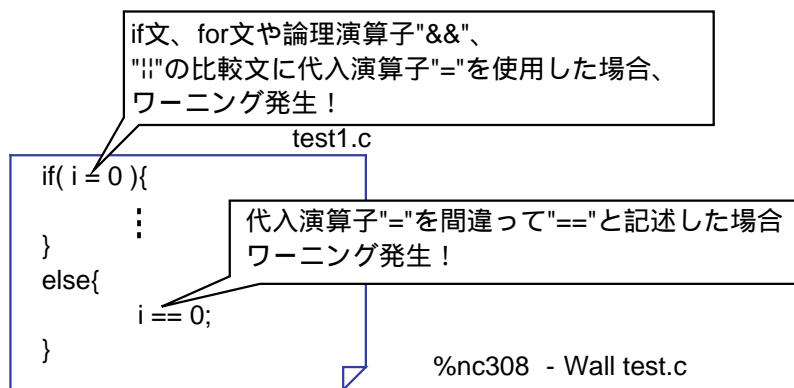 if文、for文や論理演算子"&&"、
"¦¦"の比較文に代入演算子"="を使用した場合、
ワーニング発生！
test1.c
if( i = 0 ){
⋮
}
else{
i == 0;
}
代入演算子"="を間違って"=="と記述した場合
ワーニング発生！
%nc308 - Wall test.c